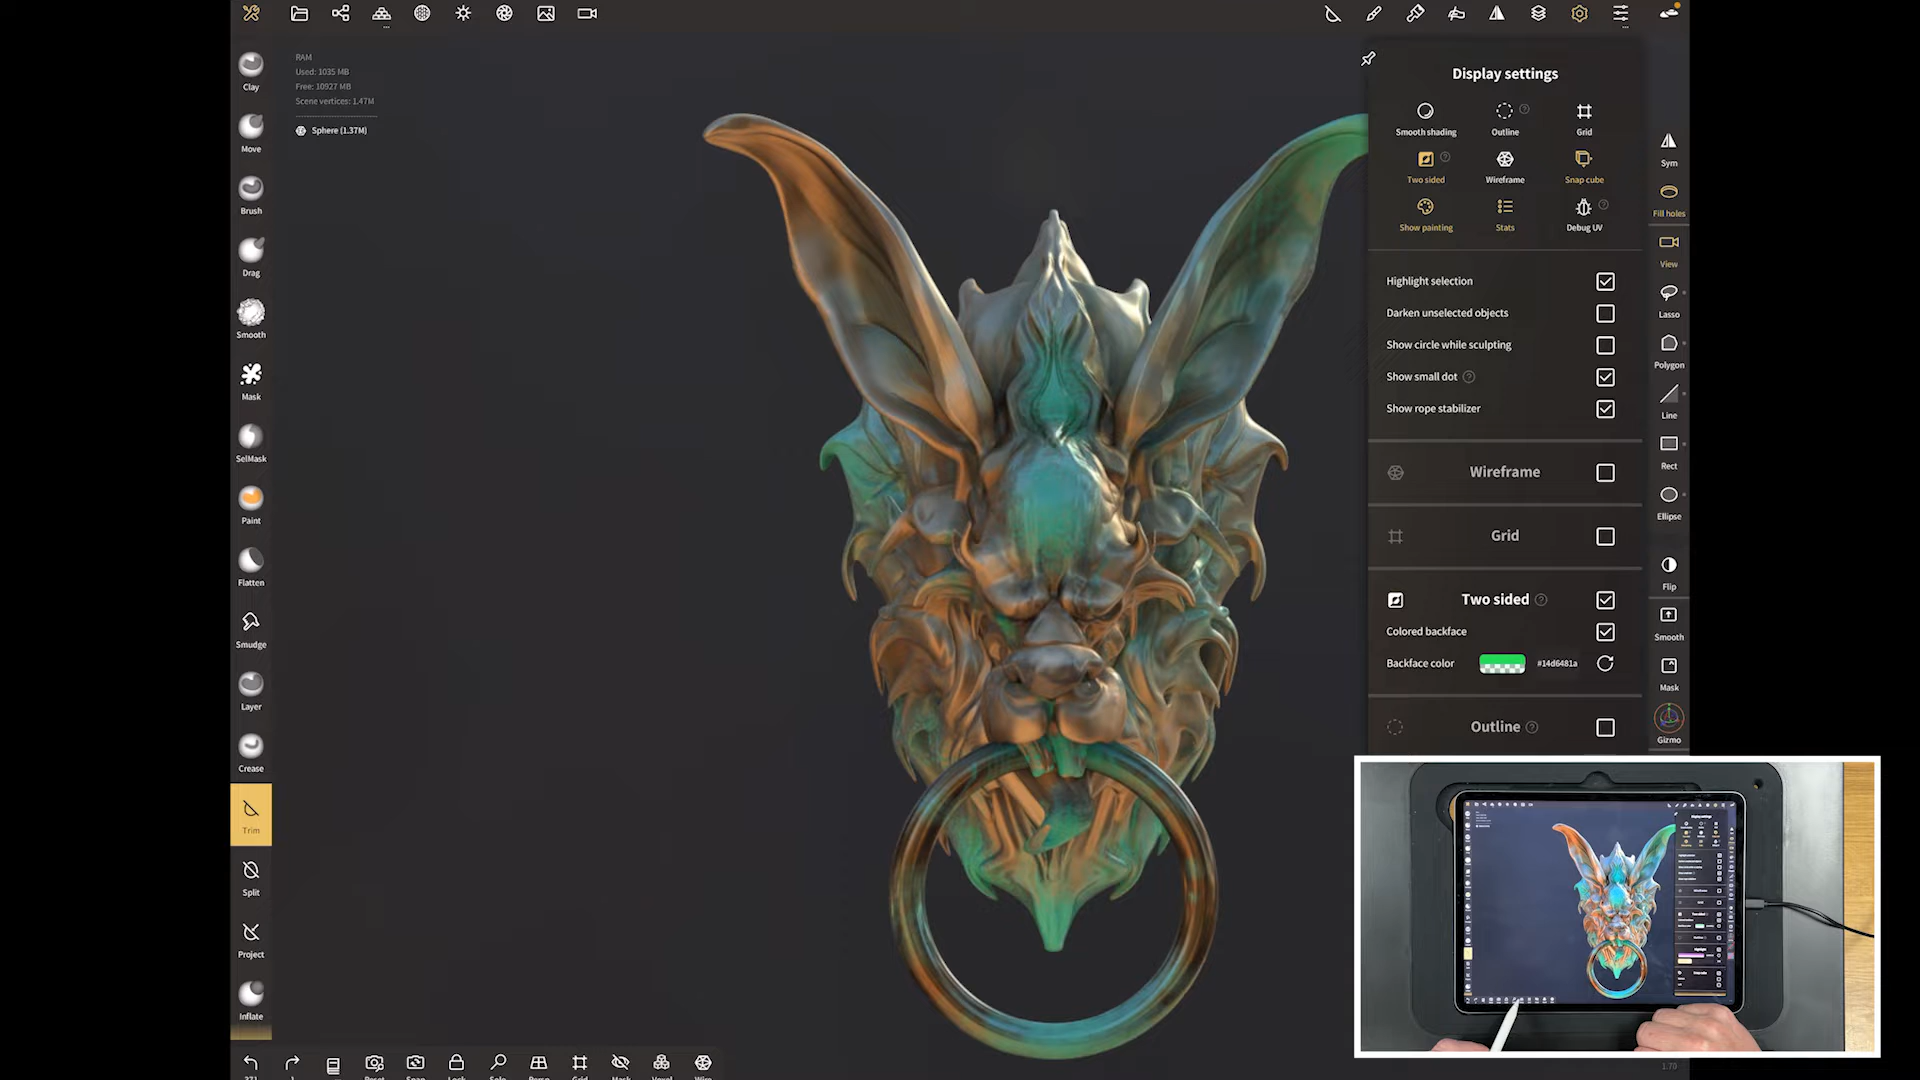 RAM
Used: 1035 MB
Free: 10927 MB
Scene vertices: 1.47M
Sphere (1.37M)
Clay
Move
Brush
Drag
Smooth
Mask
SelMask
Paint
Flatten
Smudge
Layer
Crease
Trim
Split
Project
Inflate
Display settings
Smooth shading
Outline
Grid
Two sided
Wireframe
Snap cube
Show painting
Stats
Debug UV
Highlight selection
Darken unselected objects
Show circle while sculpting
Show small dot
Show rope stabilizer
Wireframe
Grid
Two sided
Colored backface
Backface color #14d6481a
Outline
Sym
Fill holes
View
Lasso
Polygon
Line
Rect
Ellipse
Flip
Smooth
Mask
Gizmo
1.70